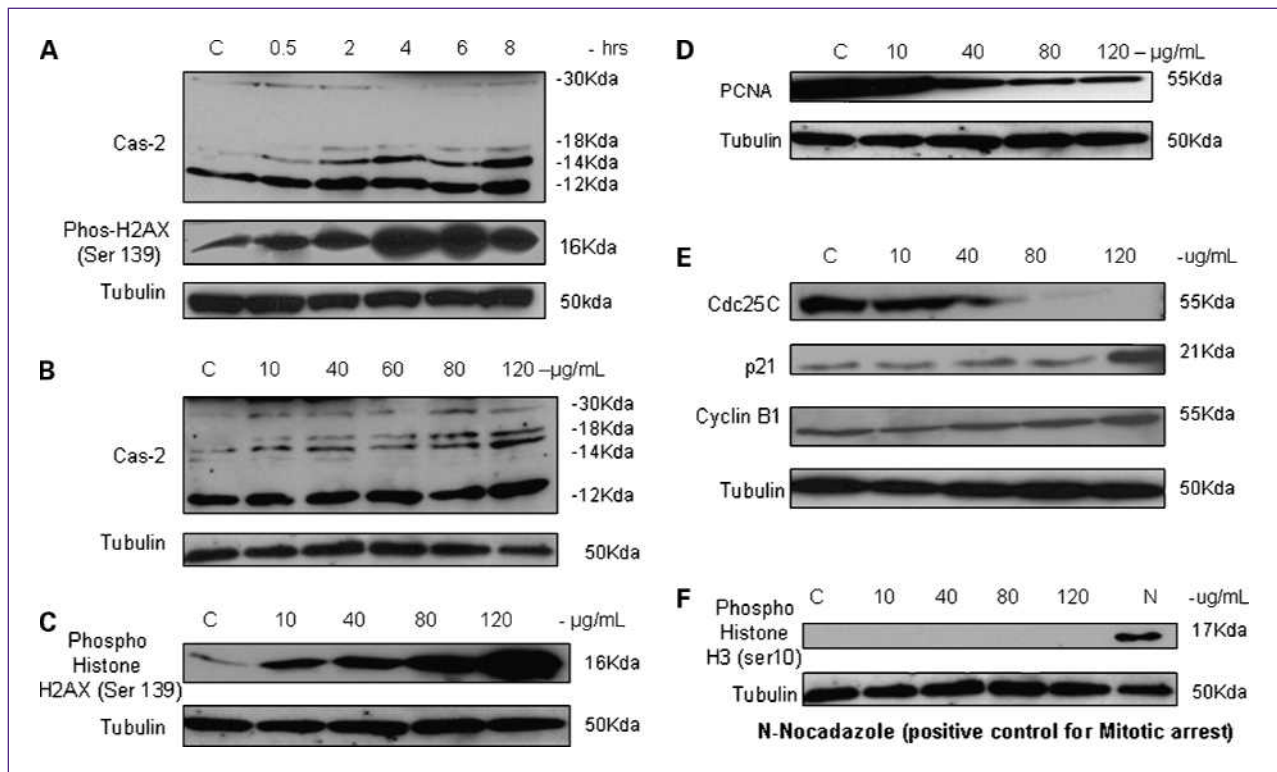 A
C 0.5 2 4 6 8 - hrs
-30Kda
Cas-2
-18Kda
-14Kda
-12Kda
Phos-H2AX
(Ser 139)
16Kda
Tubulin
50kda
B
C 10 40 60 80 120 –µg/mL
-30Kda
-18Kda
Cas-2
-14Kda
-12Kda
Tubulin
50Kda
C
C 10 40 80 120 - µg/mL
Phospho
Histone
H2AX (Ser 139)
16Kda
Tubulin
50Kda
D
C 10 40 80 120 – µg/mL
PCNA
55Kda
Tubulin
50Kda
E
C 10 40 80 120 -ug/mL
Cdc25C
55Kda
p21
21Kda
Cyclin B1
55Kda
Tubulin
50Kda
F
C 10 40 80 120 N -ug/mL
Phospho
Histone
H3 (ser10)
17Kda
Tubulin
50Kda
N-Nocadazole (positive control for Mitotic arrest)